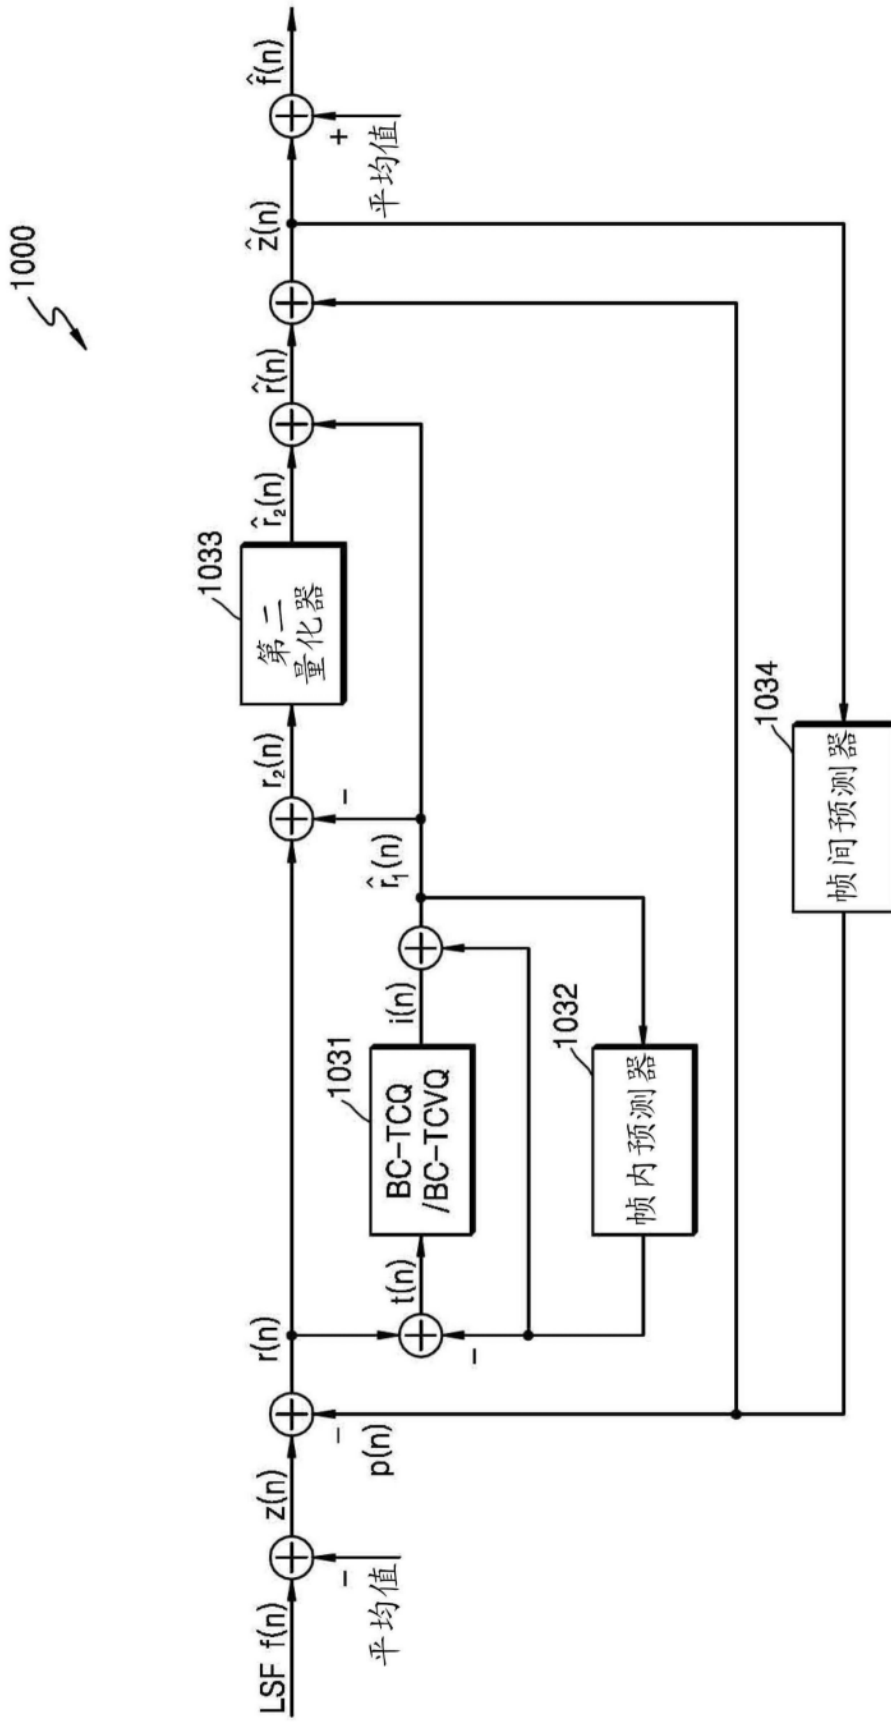 1000
LSF f(n)
z(n)
r(n)
r₂(n)
r̂₂(n)
r̂(n)
ẑ(n)
f̂(n)
−
平均值
−
p(n)
−
t(n)
1031
BC-TCQ
/BC-TCVQ
i(n)
r̂₁(n)
−
1033
第二
量化器
+
平均值
1032
帧内预测器
1034
帧间预测器